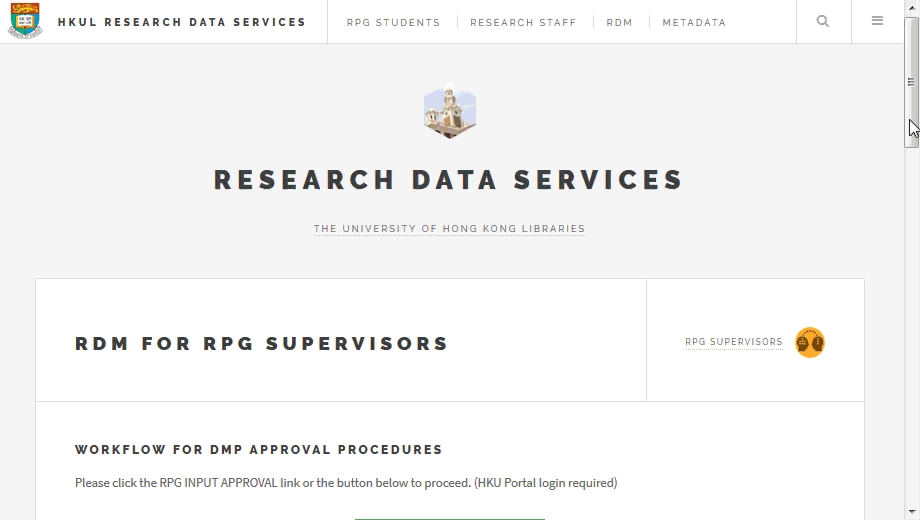 HKUL RESEARCH DATA SERVICES
RPG STUDENTS
RESEARCH STAFF
RDM
METADATA
RESEARCH DATA SERVICES
THE UNIVERSITY OF HONG KONG LIBRARIES
RDM FOR RPG SUPERVISORS
RPG SUPERVISORS
WORKFLOW FOR DMP APPROVAL PROCEDURES
Please click the RPG INPUT APPROVAL link or the button below to proceed. (HKU Portal login required)